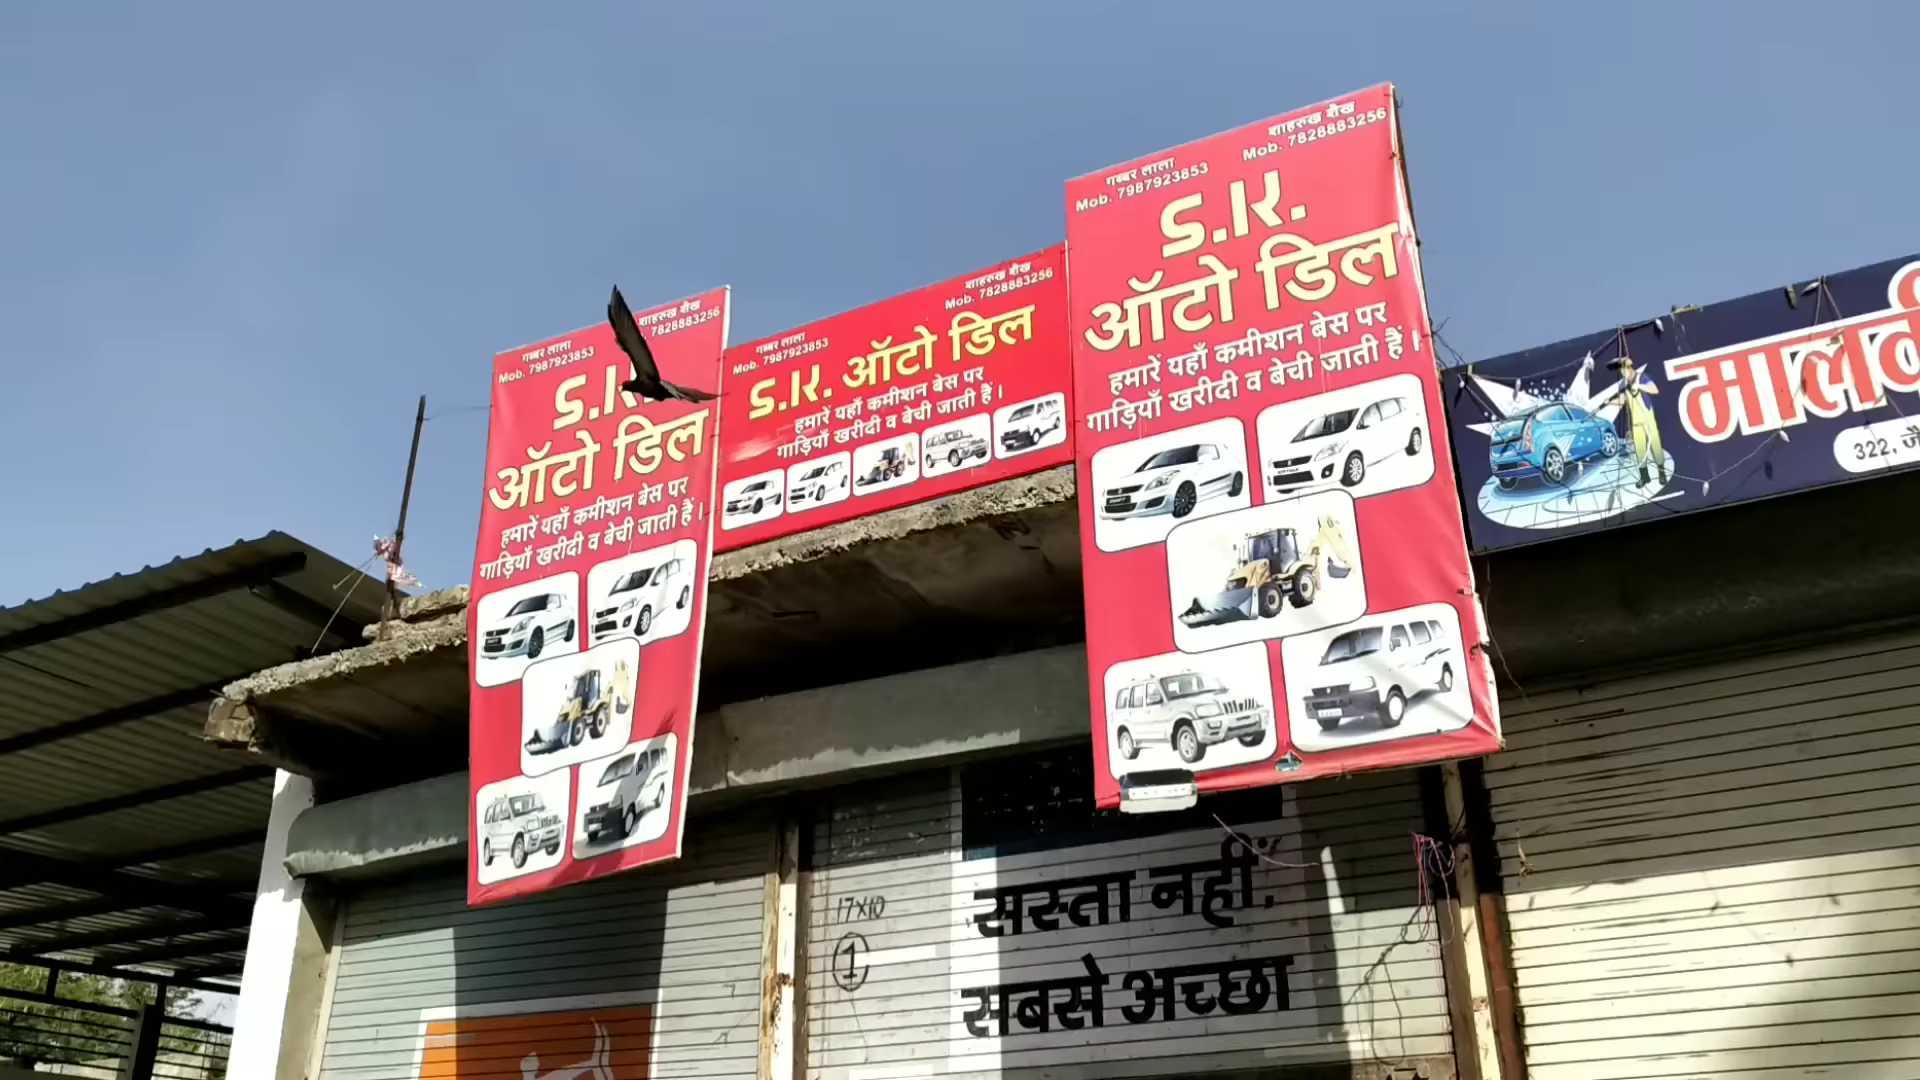 गब्बर लाला
Mob. 7987923853
शाहरुख शेख
7828883256
S.K.
ऑटो डिल
हमारें यहाँ कमीशन बेस पर
गाड़ियाँ खरीदी व बेची जाती हैं।
गब्बर लाला
Mob. 7987923853
शाहरुख शेख
Mob. 7828883256
S.K. ऑटो डिल
हमारें यहाँ कमीशन बेस पर
गाड़ियाँ खरीदी व बेची जाती हैं।
गब्बर लाला
Mob. 7987923853
शाहरुख शेख
Mob. 7828883256
S.K.
ऑटो डिल
हमारें यहाँ कमीशन बेस पर
गाड़ियाँ खरीदी व बेची जाती हैं।
322,
17x10
1
सस्ता नहीं.
सबसे अच्छा